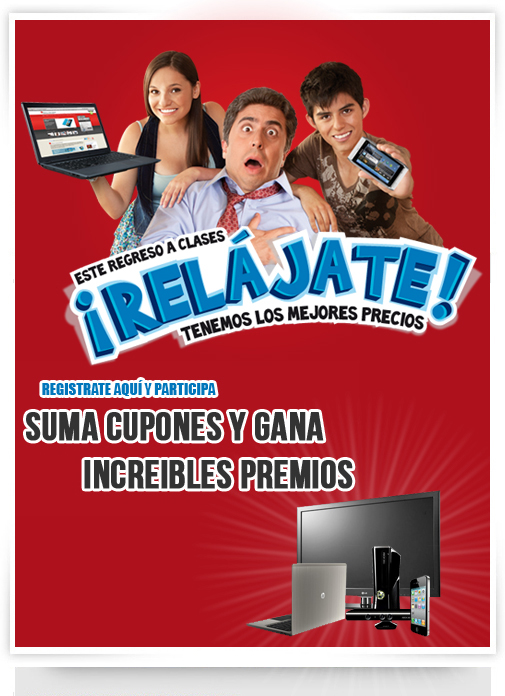 ESTE REGRESO A CLASES
¡RELÁJATE!
TENEMOS LOS MEJORES PRECIOS
REGISTRATE AQUÍ Y PARTICIPA
SUMA CUPONES Y GANA
INCREIBLES PREMIOS